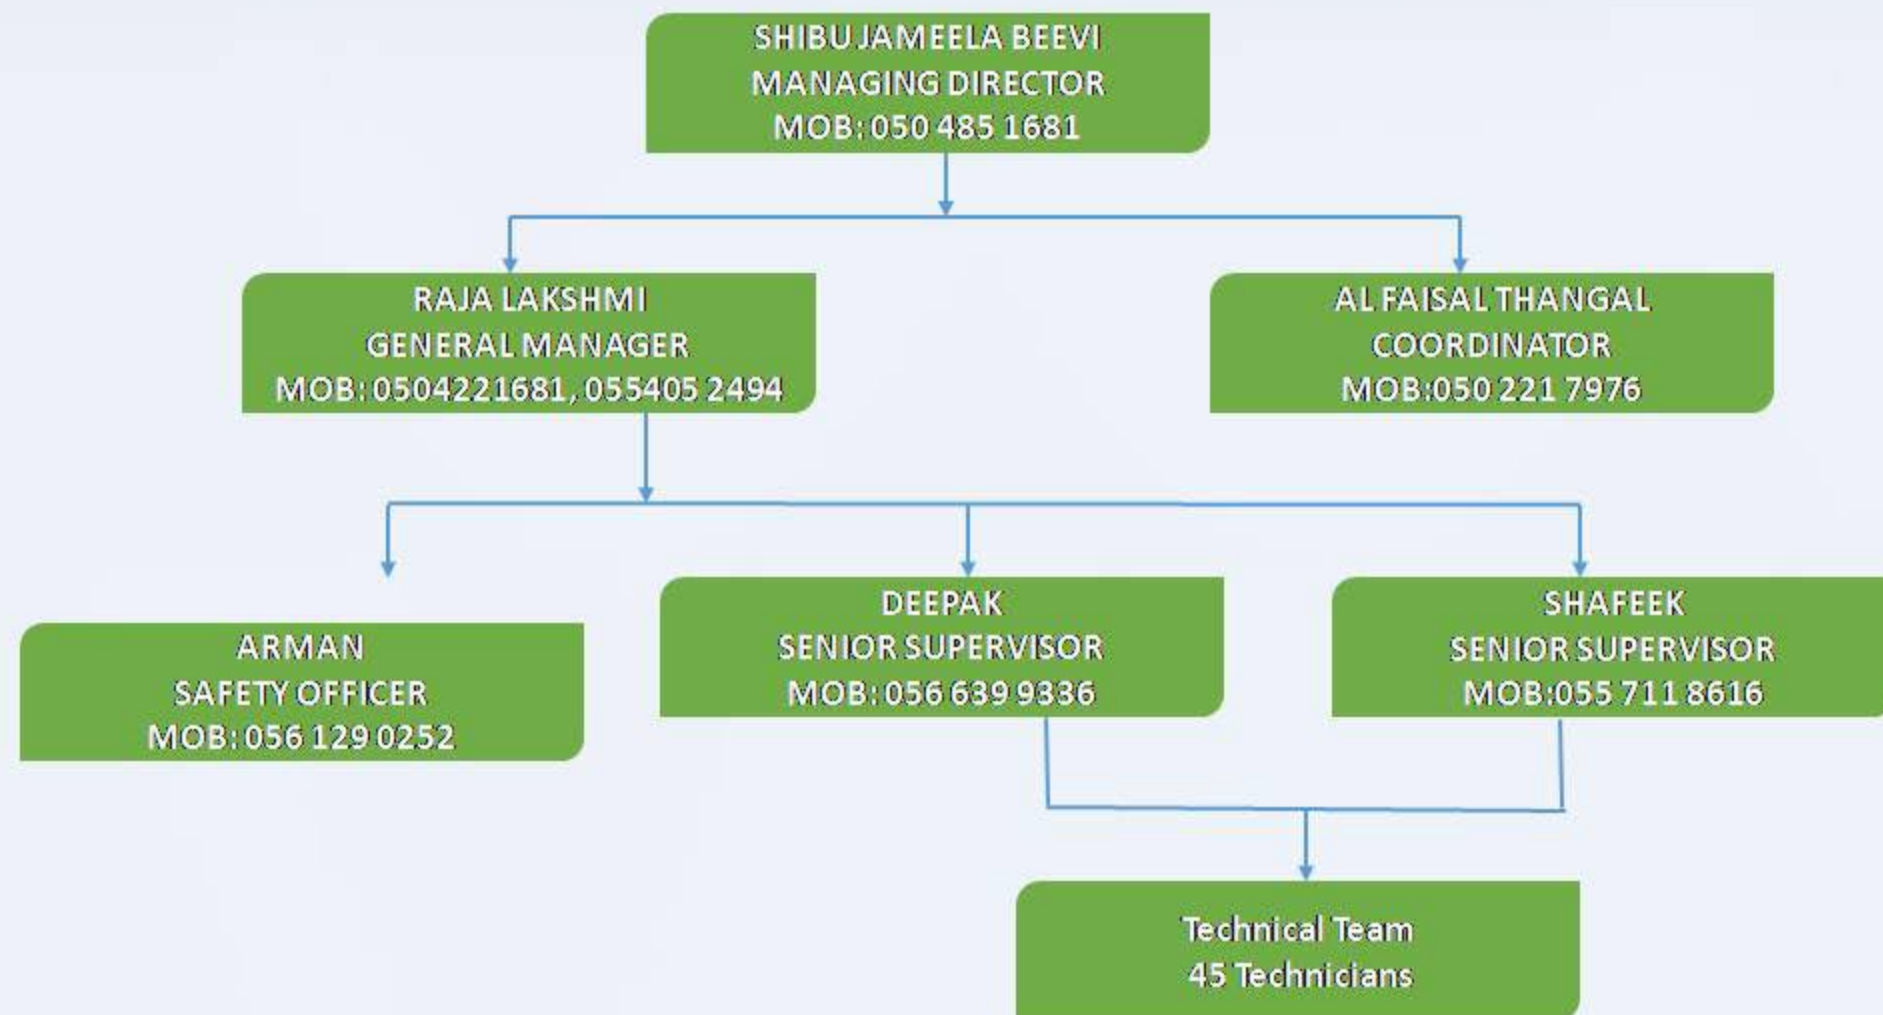 SHIBU JAMEELA BEEVI
MANAGING DIRECTOR
MOB: 050 485 1681
RAJA LAKSHMI
GENERAL MANAGER
MOB: 0504221681, 055405 2494
AL FAISAL THANGAL
COORDINATOR
MOB:050 221 7976
ARMAN
SAFETY OFFICER
MOB: 056 129 0252
DEEPAK
SENIOR SUPERVISOR
MOB: 056 639 9336
SHAFEEK
SENIOR SUPERVISOR
MOB:055 711 8616
Technical Team
45 Technicians